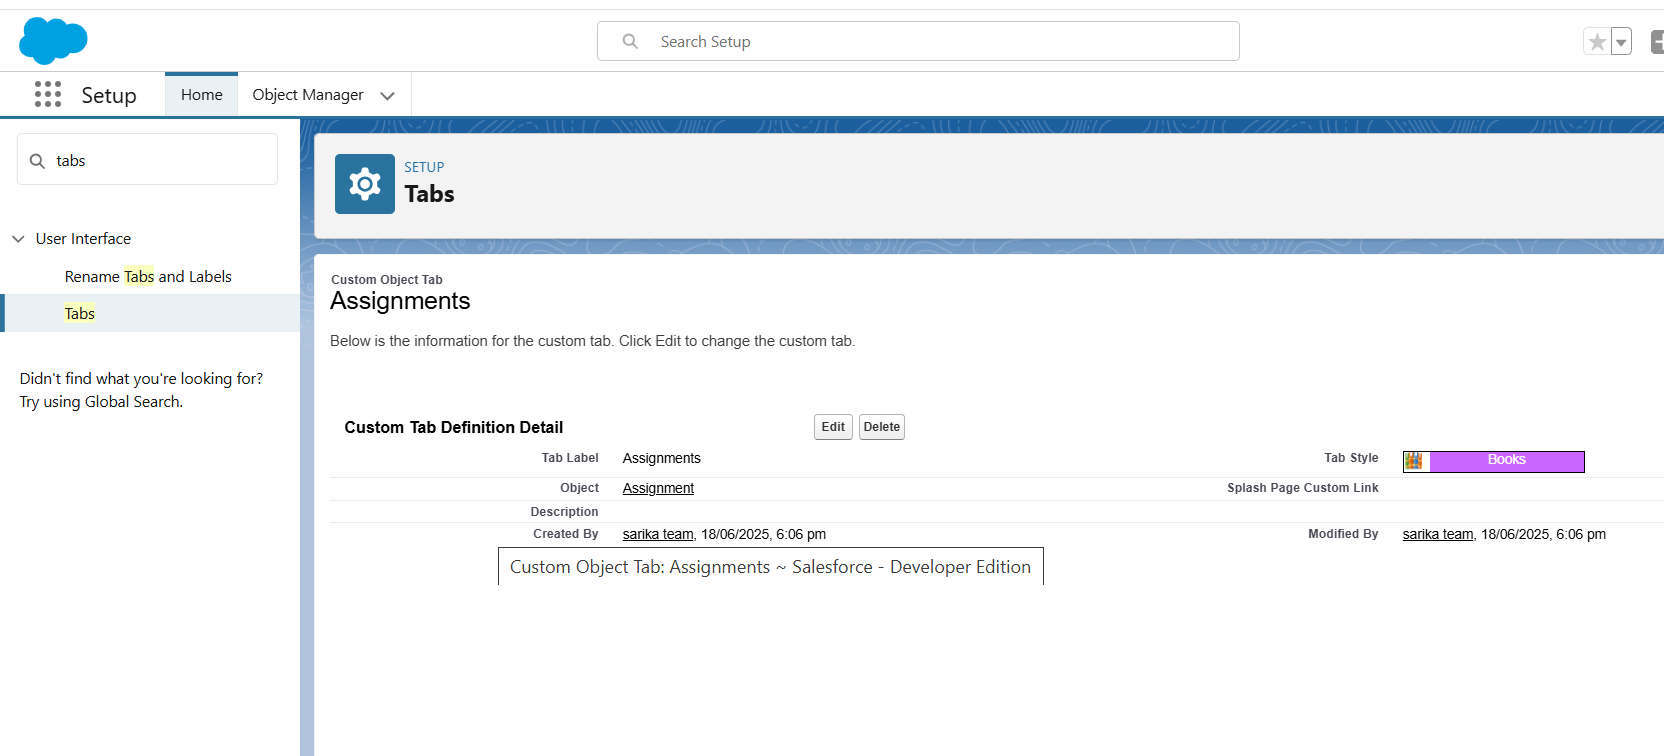 Search Setup
Setup
Home
Object Manager
tabs
User Interface
Rename Tabs and Labels
Tabs
Didn't find what you're looking for?
Try using Global Search.
SETUP
Tabs
Custom Object Tab
Assignments
Below is the information for the custom tab. Click Edit to change the custom tab.
Custom Tab Definition Detail
Edit
Delete
Tab Label Assignments
Tab Style Books
Object Assignment
Splash Page Custom Link
Description
Created By sarika team, 18/06/2025, 6:06 pm
Modified By sarika team, 18/06/2025, 6:06 pm
Custom Object Tab: Assignments ~ Salesforce - Developer Edition